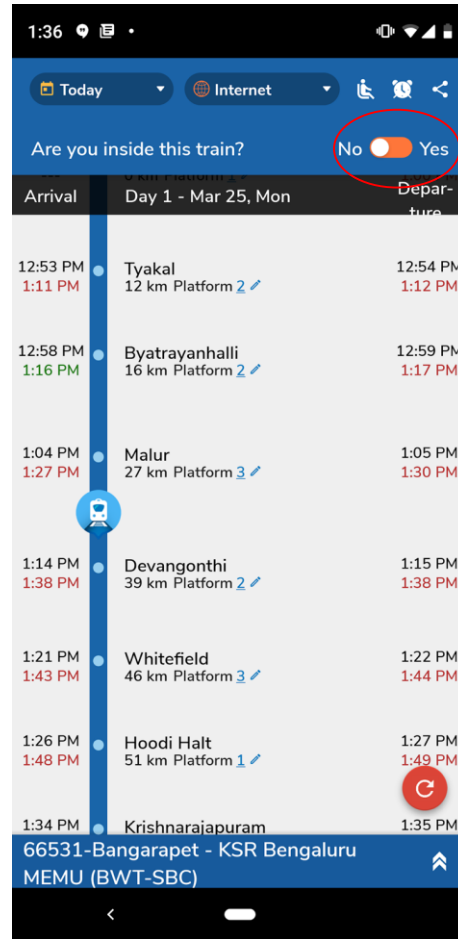 1:36
Today Internet
Are you inside this train? No Yes
Arrival Day 1 - Mar 25, Mon Depar-
ture
12:53 PM Tyakal 12:54 PM
1:11 PM 12 km Platform 2 1:12 PM
12:58 PM Byatrayanhalli 12:59 PM
1:16 PM 16 km Platform 2 1:17 PM
1:04 PM Malur 1:05 PM
1:27 PM 27 km Platform 3 1:30 PM
1:14 PM Devangonthi 1:15 PM
1:38 PM 39 km Platform 2 1:38 PM
1:21 PM Whitefield 1:22 PM
1:43 PM 46 km Platform 3 1:44 PM
1:26 PM Hoodi Halt 1:27 PM
1:48 PM 51 km Platform 1 1:49 PM
1:34 PM Krishnarajapuram 1:35 PM
66531-Bangarapet - KSR Bengaluru
MEMU (BWT-SBC)